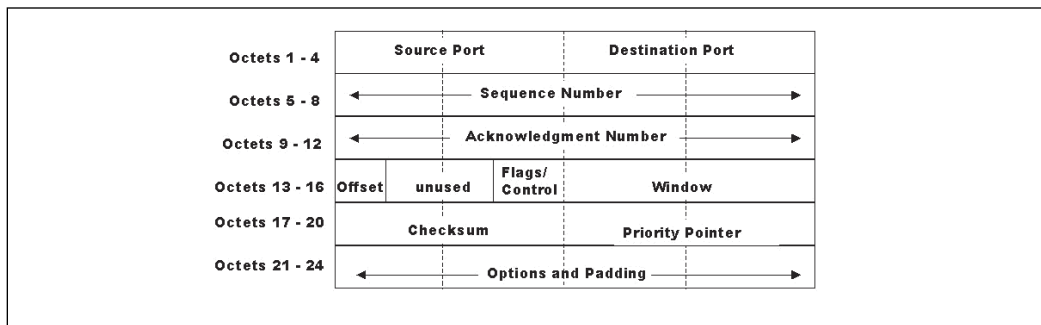 Octets 1 - 4 Source Port Destination Port
Octets 5 - 8 Sequence Number
Octets 9 - 12 Acknowledgment Number
Octets 13 - 16 Offset unused Flags/ Control Window
Octets 17 - 20 Checksum Priority Pointer
Octets 21 - 24 Options and Padding